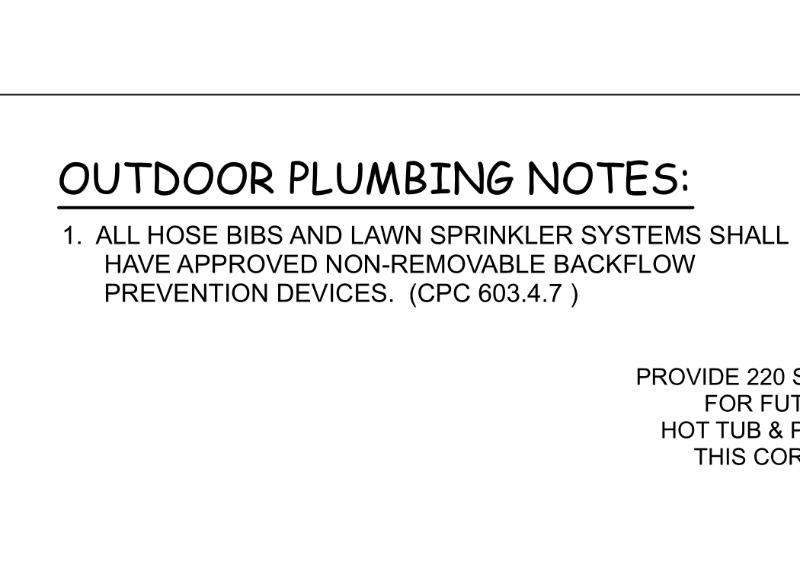 OUTDOOR PLUMBING NOTES:
1. ALL HOSE BIBS AND LAWN SPRINKLER SYSTEMS SHALL
HAVE APPROVED NON-REMOVABLE BACKFLOW
PREVENTION DEVICES. (CPC 603.4.7 )
PROVIDE 220
FOR
HOT TUB &
THIS